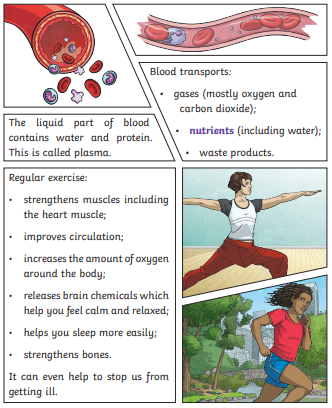 Blood transports:
• gases (mostly oxygen and
carbon dioxide);
• nutrients (including water);
• waste products.
The liquid part of blood
contains water and protein.
This is called plasma.
Regular exercise:
• strengthens muscles including
the heart muscle;
• improves circulation;
• increases the amount of oxygen
around the body;
• releases brain chemicals which
help you feel calm and relaxed;
• helps you sleep more easily;
• strengthens bones.
It can even help to stop us from
getting ill.